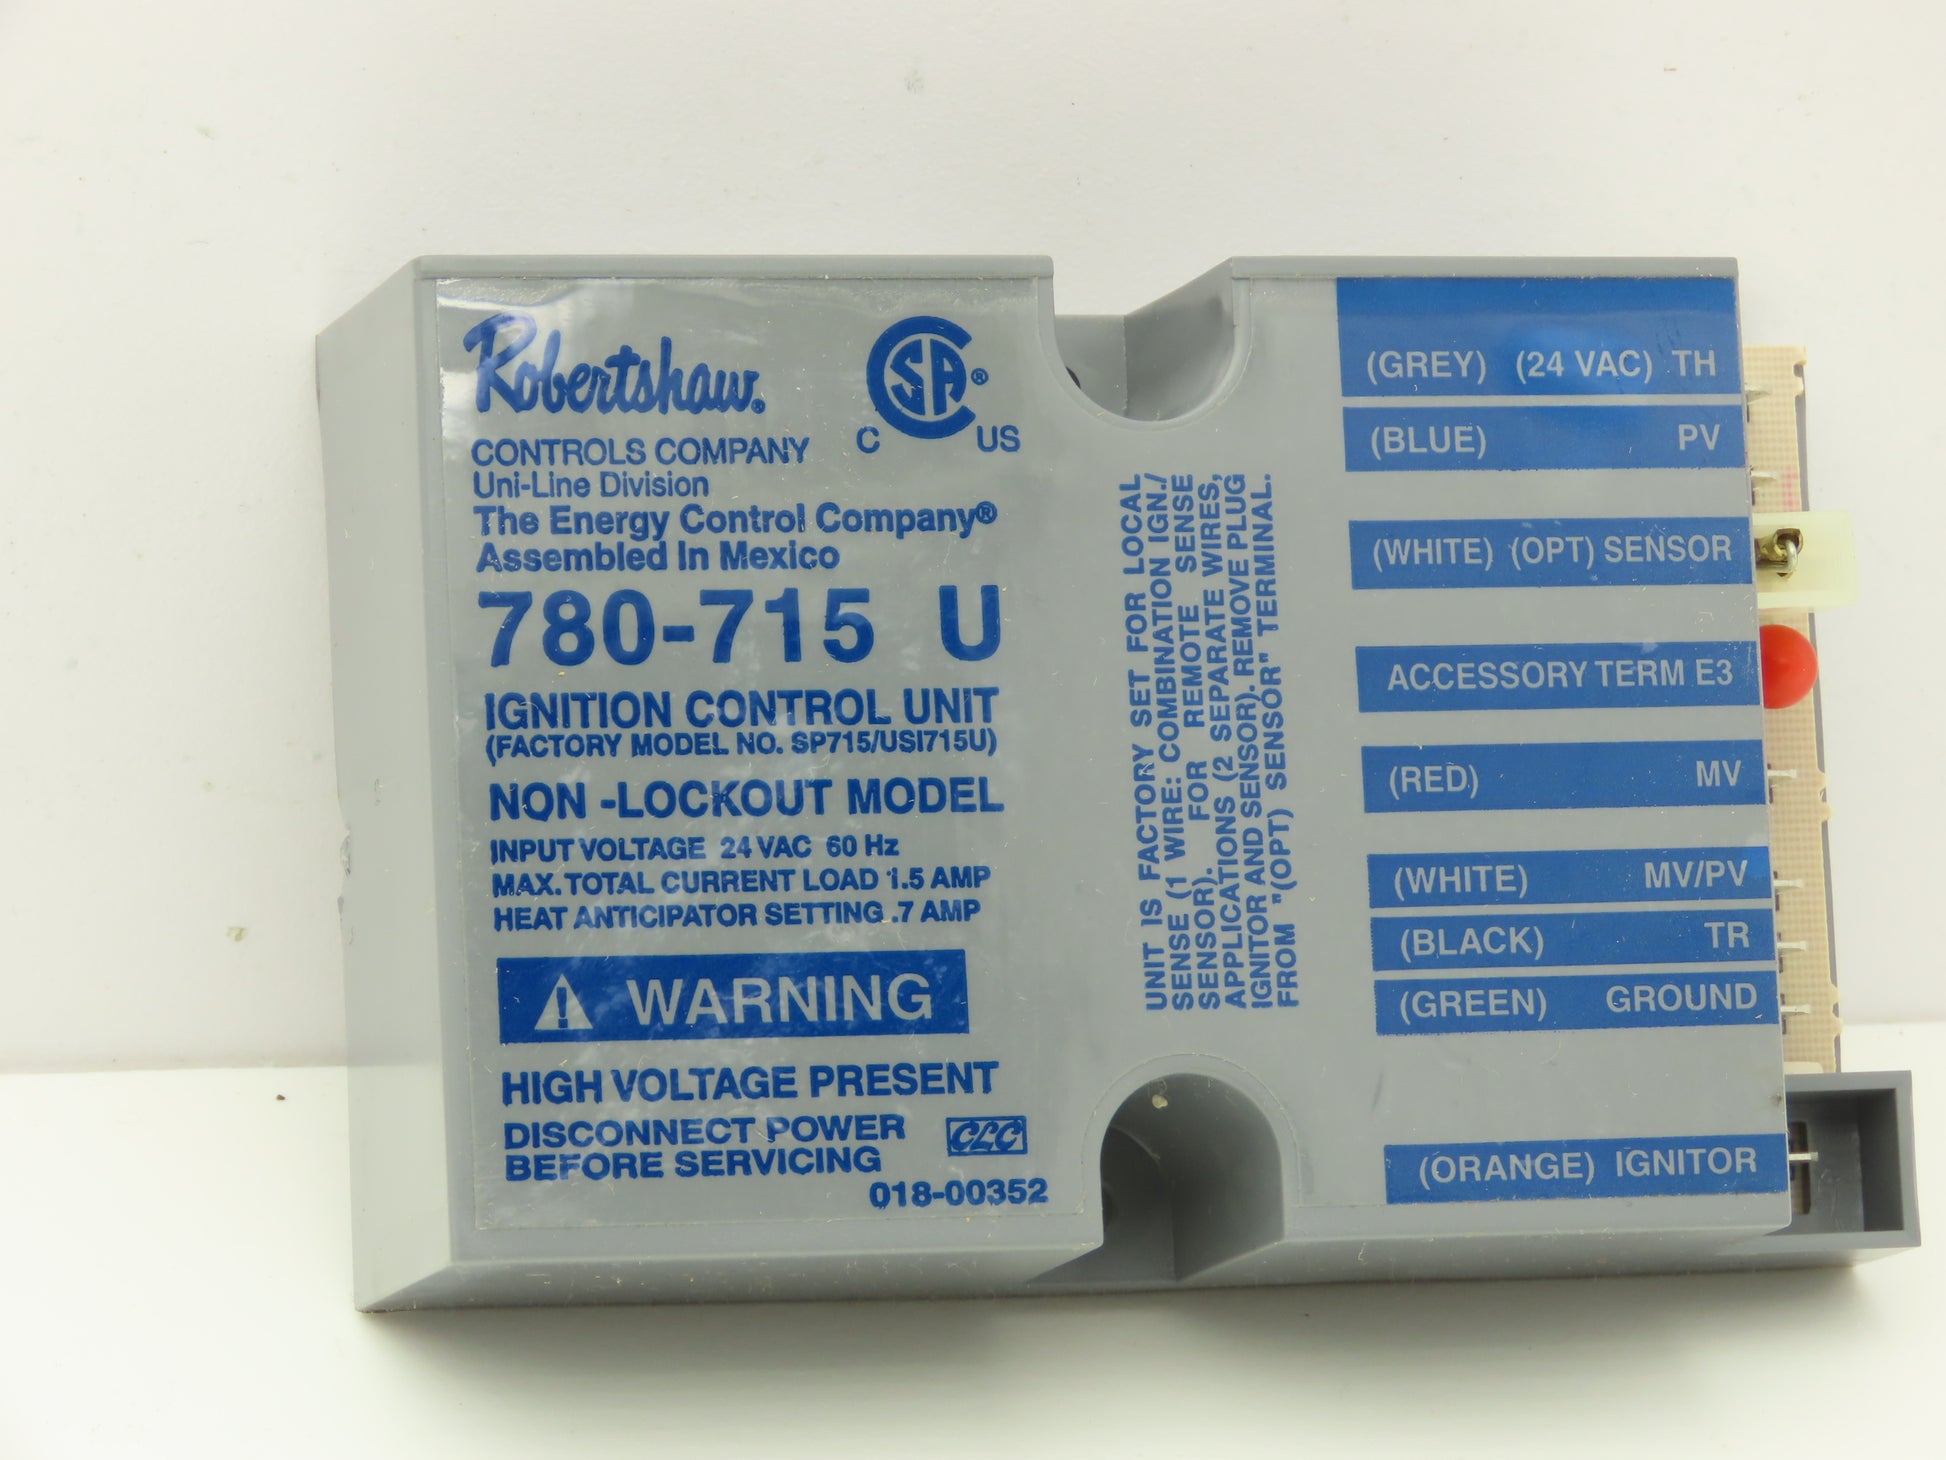 Robertshaw®
CSA®
C US
CONTROLS COMPANY
Uni-Line Division
The Energy Control Company®
Assembled In Mexico
780-715 U
IGNITION CONTROL UNIT
(FACTORY MODEL NO. SP715/USI715U)
NON -LOCKOUT MODEL
INPUT VOLTAGE 24 VAC 60 Hz
MAX. TOTAL CURRENT LOAD 1.5 AMP
HEAT ANTICIPATOR SETTING .7 AMP
! WARNING
HIGH VOLTAGE PRESENT
DISCONNECT POWER
BEFORE SERVICING
CLC
018-00352
UNIT IS FACTORY SET FOR LOCAL
SENSE (1 WIRE: COMBINATION IGN./
SENSOR). FOR REMOTE SENSE
APPLICATIONS (2 SEPARATE WIRES,
IGNITOR AND SENSOR). REMOVE PLUG
FROM "(OPT) SENSOR" TERMINAL.
(GREY) (24 VAC) TH
(BLUE) PV
(WHITE) (OPT) SENSOR
ACCESSORY TERM E3
(RED) MV
(WHITE) MV/PV
(BLACK) TR
(GREEN) GROUND
(ORANGE) IGNITOR